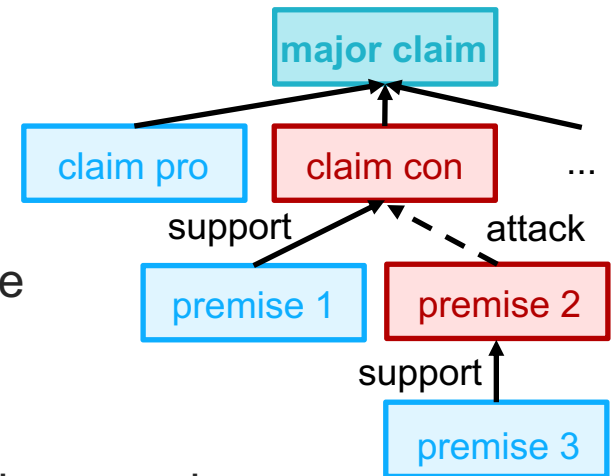 major claim
claim pro
claim con
...
support
attack
e
premise 1
premise 2
support
premise 3